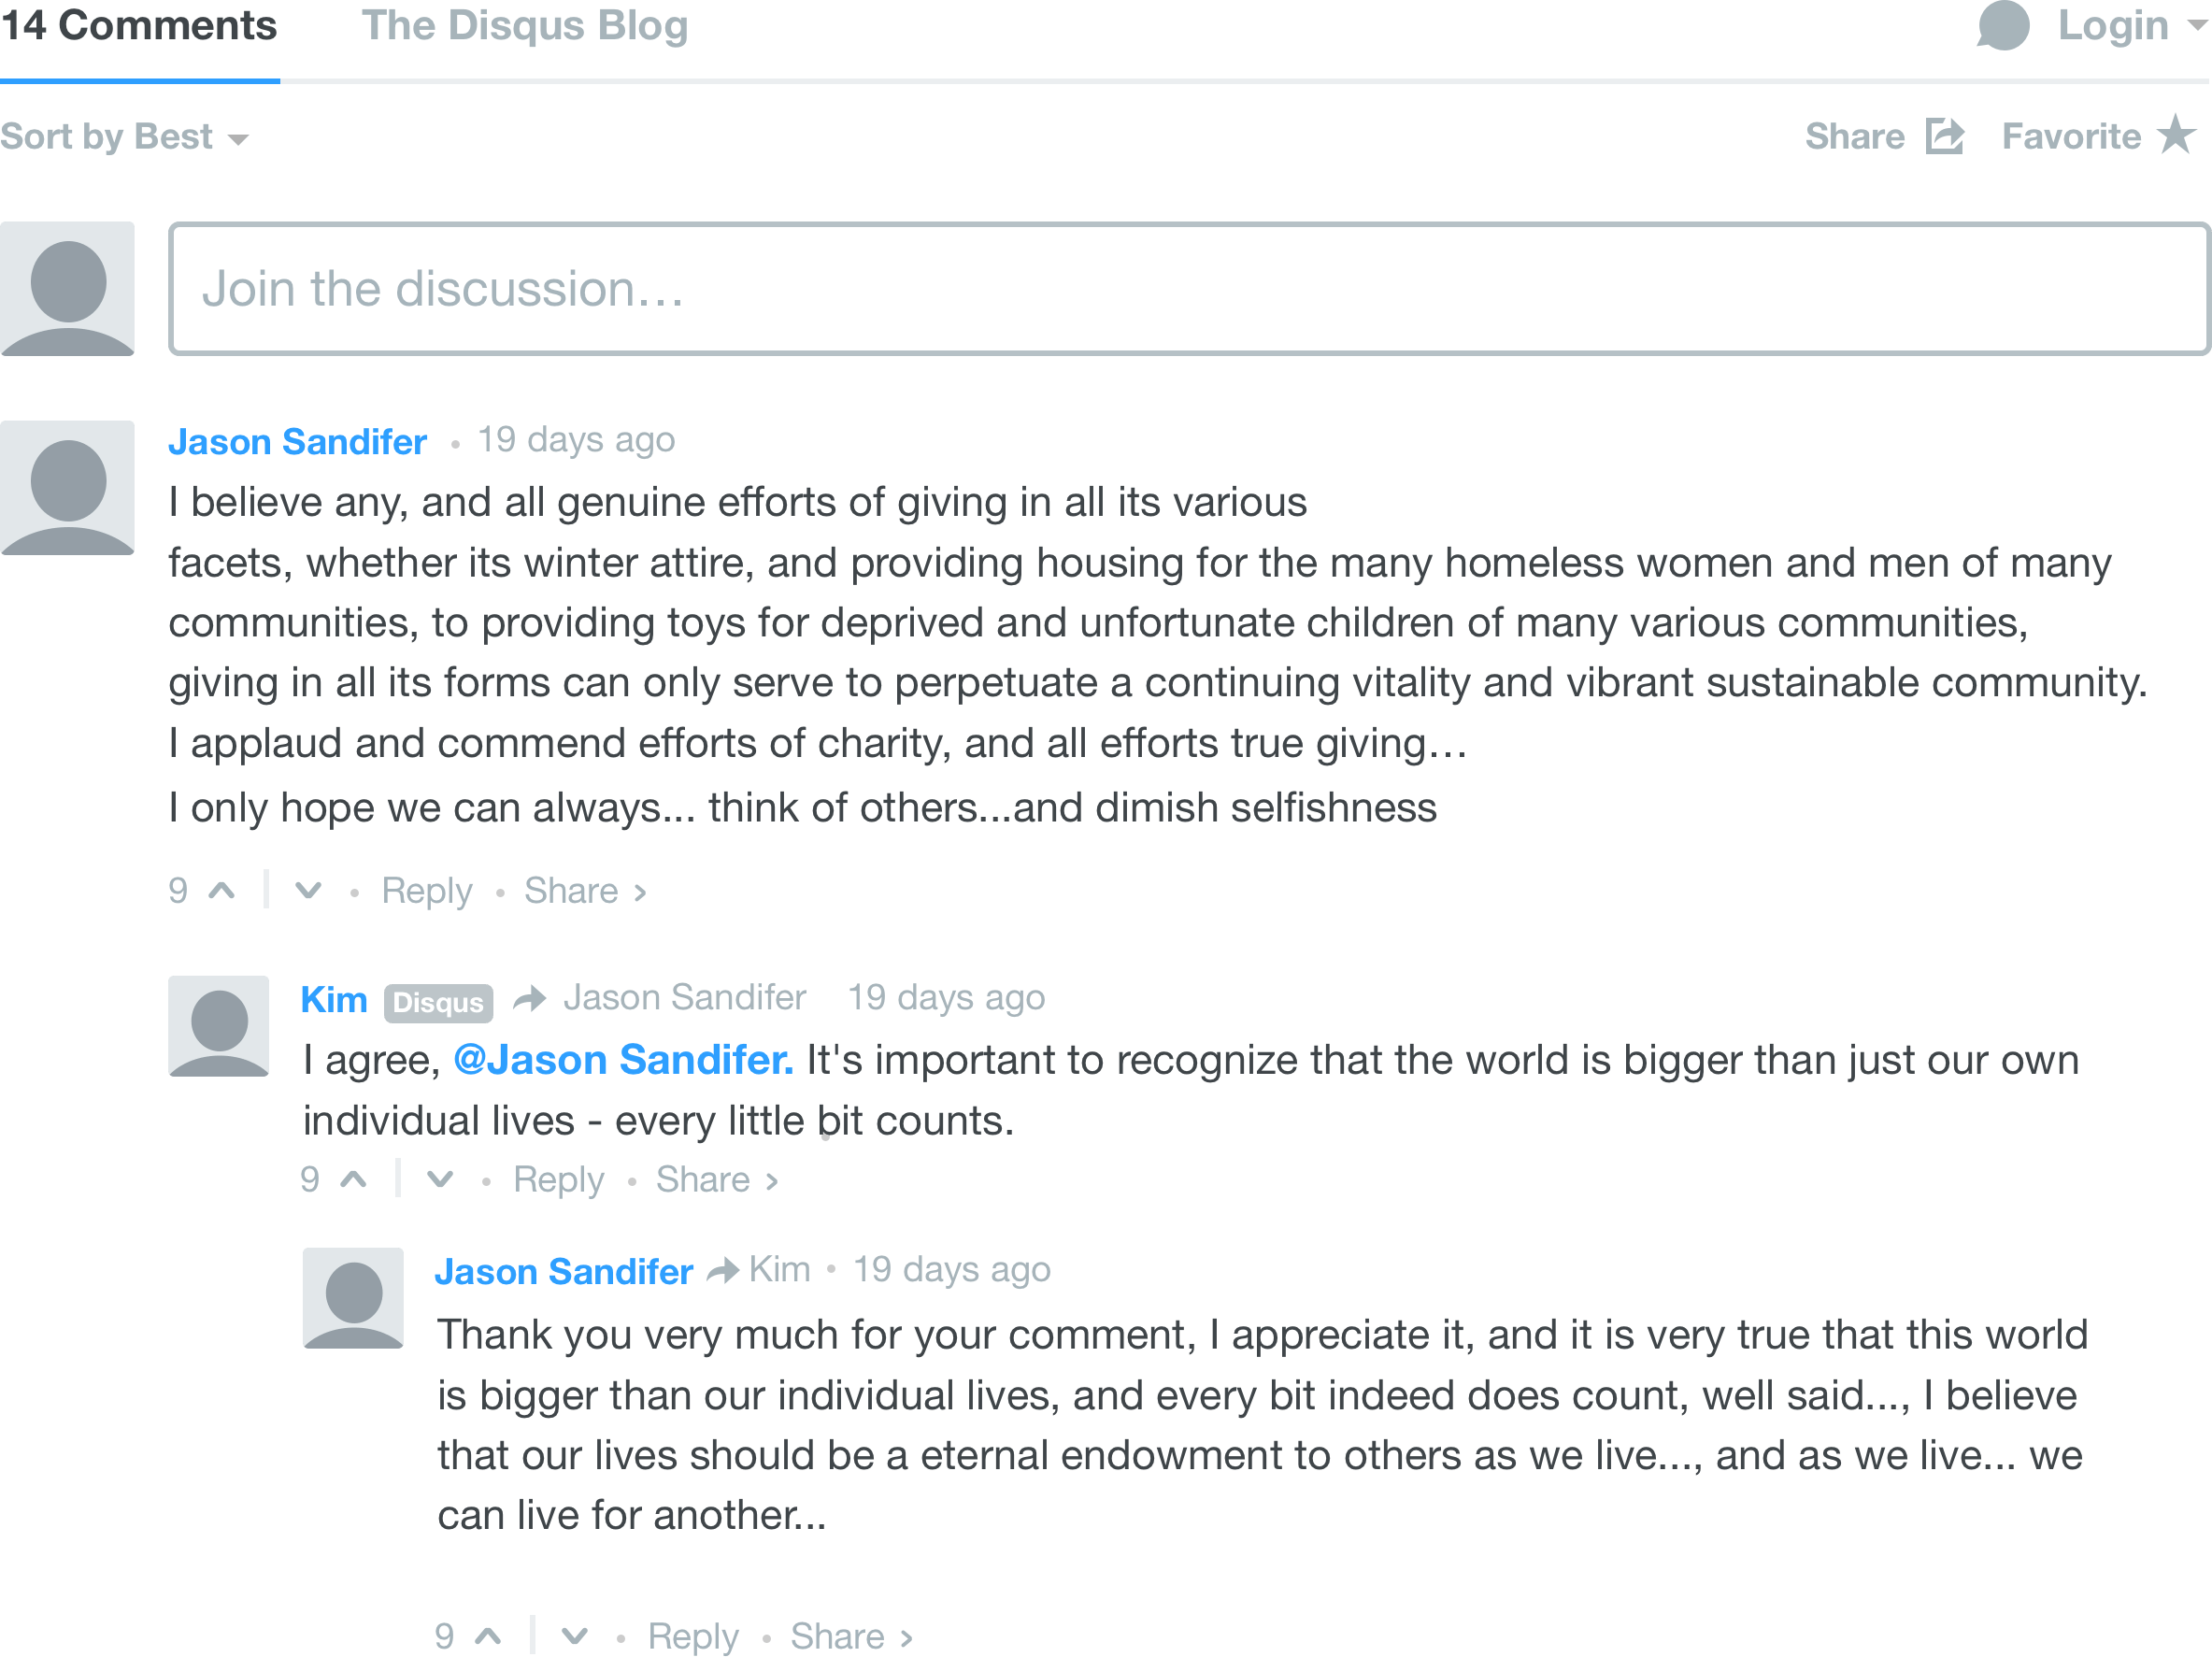 14 Comments The Disqus Blog Login
Sort by Best Share Favorite
Join the discussion…
Jason Sandifer • 19 days ago
I believe any, and all genuine efforts of giving in all its various
facets, whether its winter attire, and providing housing for the many homeless women and men of many
communities, to providing toys for deprived and unfortunate children of many various communities,
giving in all its forms can only serve to perpetuate a continuing vitality and vibrant sustainable community.
I applaud and commend efforts of charity, and all efforts true giving…
I only hope we can always... think of others...and dimish selfishness
9 • Reply • Share ›
Kim Disqus Jason Sandifer 19 days ago
I agree, @Jason Sandifer. It's important to recognize that the world is bigger than just our own
individual lives - every little bit counts.
9 • Reply • Share ›
Jason Sandifer Kim • 19 days ago
Thank you very much for your comment, I appreciate it, and it is very true that this world
is bigger than our individual lives, and every bit indeed does count, well said..., I believe
that our lives should be a eternal endowment to others as we live..., and as we live... we
can live for another...
9 • Reply • Share ›